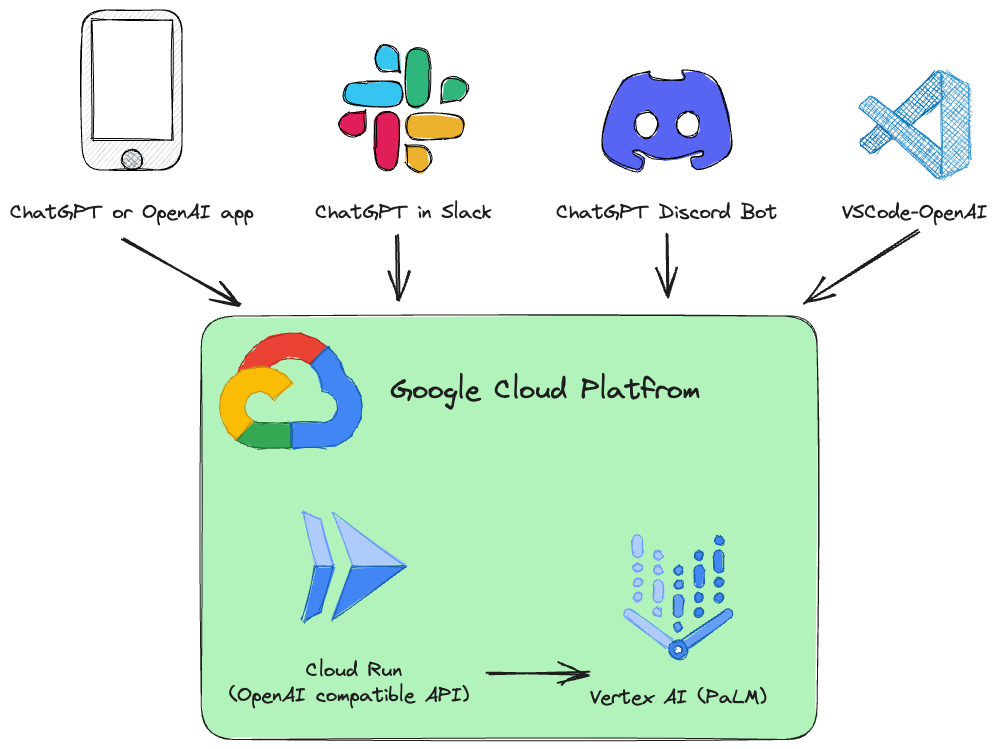 ChatGPT or OpenAI app
ChatGPT in Slack
ChatGPT Discord Bot
VSCode-OpenAI
Google Cloud Platfrom
Cloud Run
(OpenAI compatible API)
Vertex AI (PaLM)